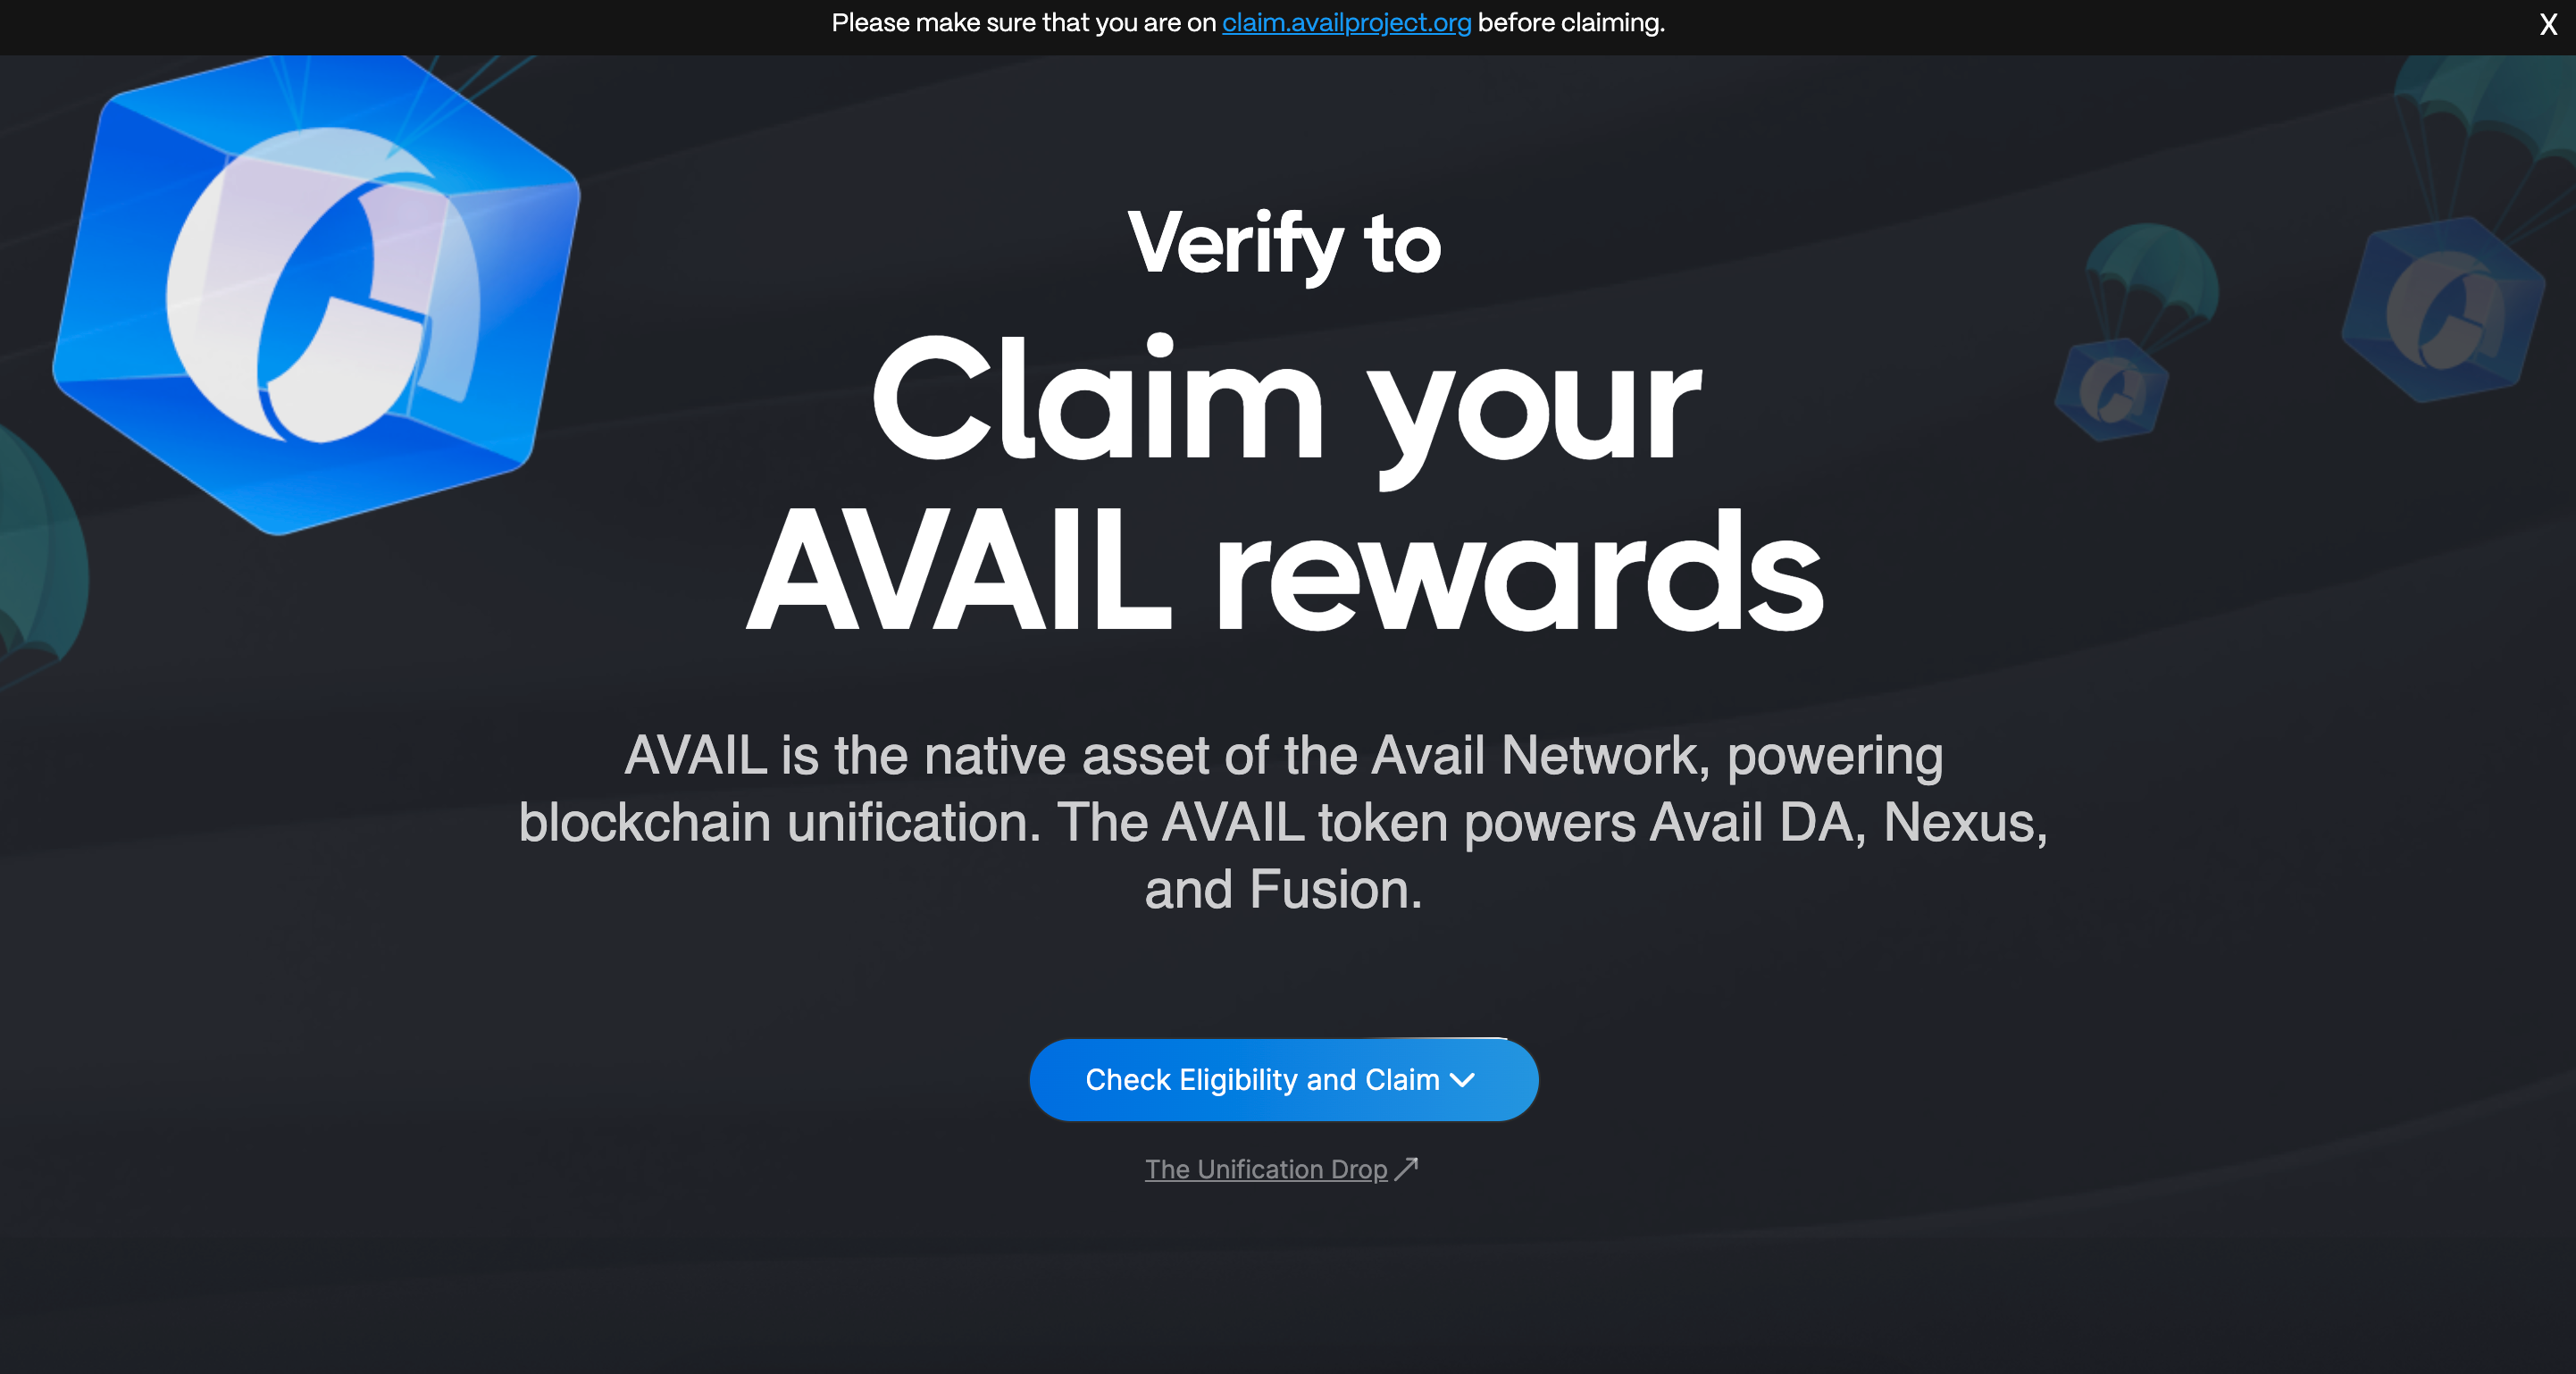 Please make sure that you are on claim.availproject.org before claiming.
X
Verify to
Claim your
AVAIL rewards
AVAIL is the native asset of the Avail Network, powering
blockchain unification. The AVAIL token powers Avail DA, Nexus,
and Fusion.
Check Eligibility and Claim
The Unification Drop